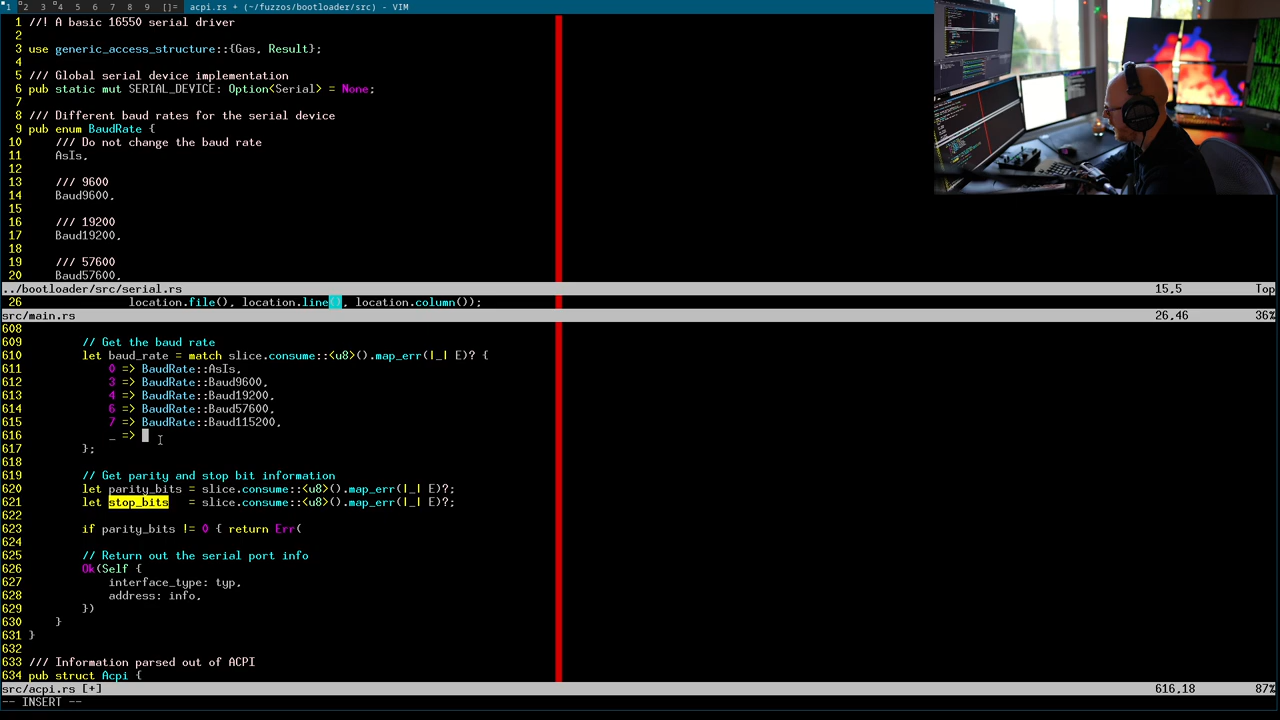 1 2 3 4 5 6 7 8 9 []= acpi.rs + (~/fuzzos/bootloader/src) - VIM
1 //! A basic 16550 serial driver
2
3 use generic_access_structure::{Gas, Result};
4
5 /// Global serial device implementation
6 pub static mut SERIAL_DEVICE: Option<Serial> = None;
7
8 /// Different baud rates for the serial device
9 pub enum BaudRate {
10     /// Do not change the baud rate
11     AsIs,
12
13     /// 9600
14     Baud9600,
15
16     /// 19200
17     Baud19200,
18
19     /// 57600
20     Baud57600,
../bootloader/src/serial.rs 15,5 Top
26 location.file(), location.line(), location.column());
src/main.rs 26,46 36%
608
609 // Get the baud rate
610 let baud_rate = match slice.consume::<u8>().map_err(|_| E)? {
611     0 => BaudRate::AsIs,
612     3 => BaudRate::Baud9600,
613     4 => BaudRate::Baud19200,
614     6 => BaudRate::Baud57600,
615     7 => BaudRate::Baud115200,
616     _ =>
617 };
618
619 // Get parity and stop bit information
620 let parity_bits = slice.consume::<u8>().map_err(|_| E)?;
621 let stop_bits   = slice.consume::<u8>().map_err(|_| E)?;
622
623 if parity_bits != 0 { return Err(
624
625 // Return out the serial port info
626 Ok(Self {
627     interface_type: typ,
628     address: info,
629 })
630 }
631 }
632
633 /// Information parsed out of ACPI
634 pub struct Acpi {
src/acpi.rs [+] 616,18 87%
-- INSERT --